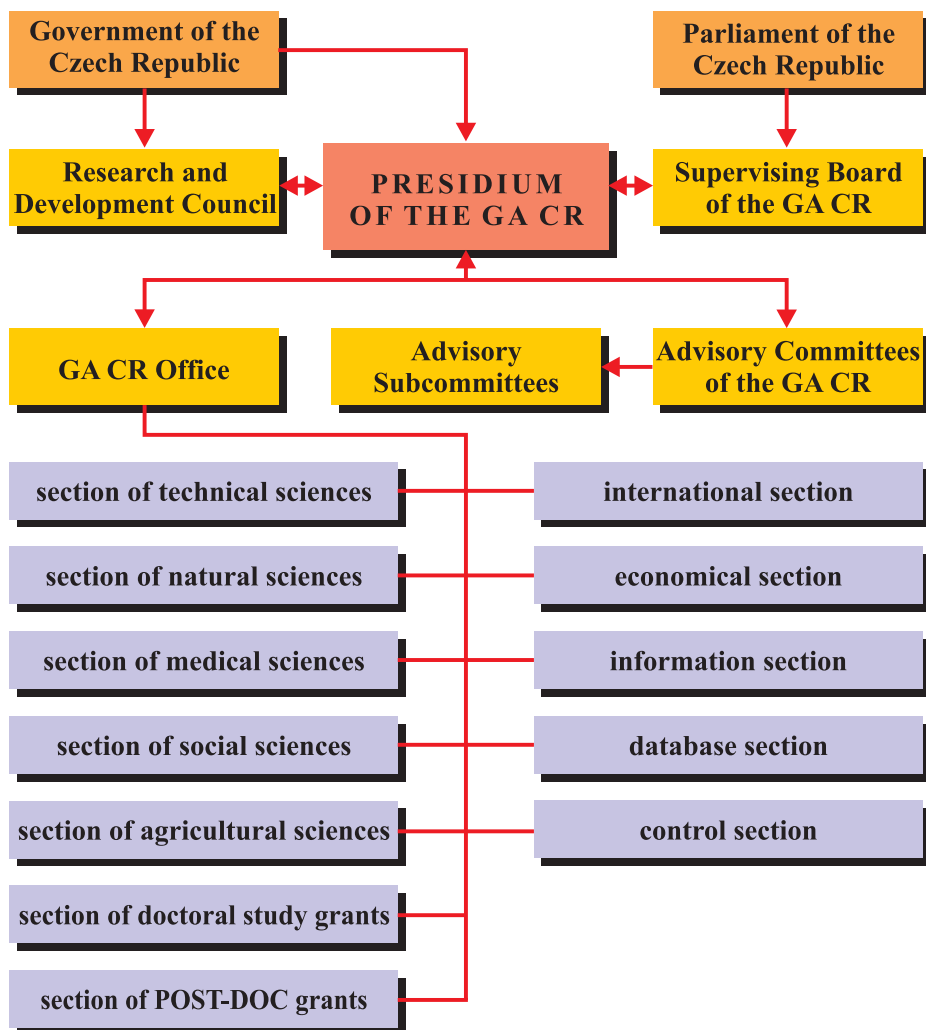 Government of the
Czech Republic
Parliament of the
Czech Republic
Research and
Development Council
PRESIDIUM
OF THE GA CR
Supervising Board
of the GA CR
GA CR Office
Advisory
Subcommittees
Advisory Committees
of the GA CR
section of technical sciences
international section
section of natural sciences
economical section
section of medical sciences
information section
section of social sciences
database section
section of agricultural sciences
control section
section of doctoral study grants
section of POST-DOC grants